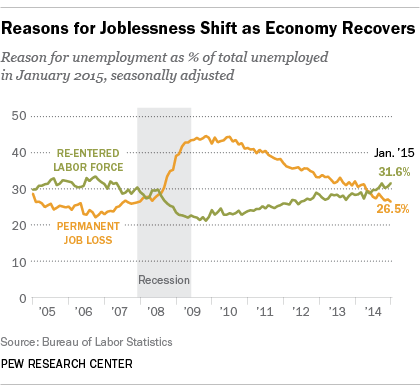 Reasons for Joblessness Shift as Economy Recovers
Reason for unemployment as % of total unemployed
in January 2015, seasonally adjusted
50
40
30
20
10
0
RE-ENTERED
LABOR FORCE
PERMANENT
JOB LOSS
Jan. '15
31.6%
26.5%
Recession
'05 '06 '07 '08 '09 '10 '11 '12 '13 '14
Source: Bureau of Labor Statistics
PEW RESEARCH CENTER